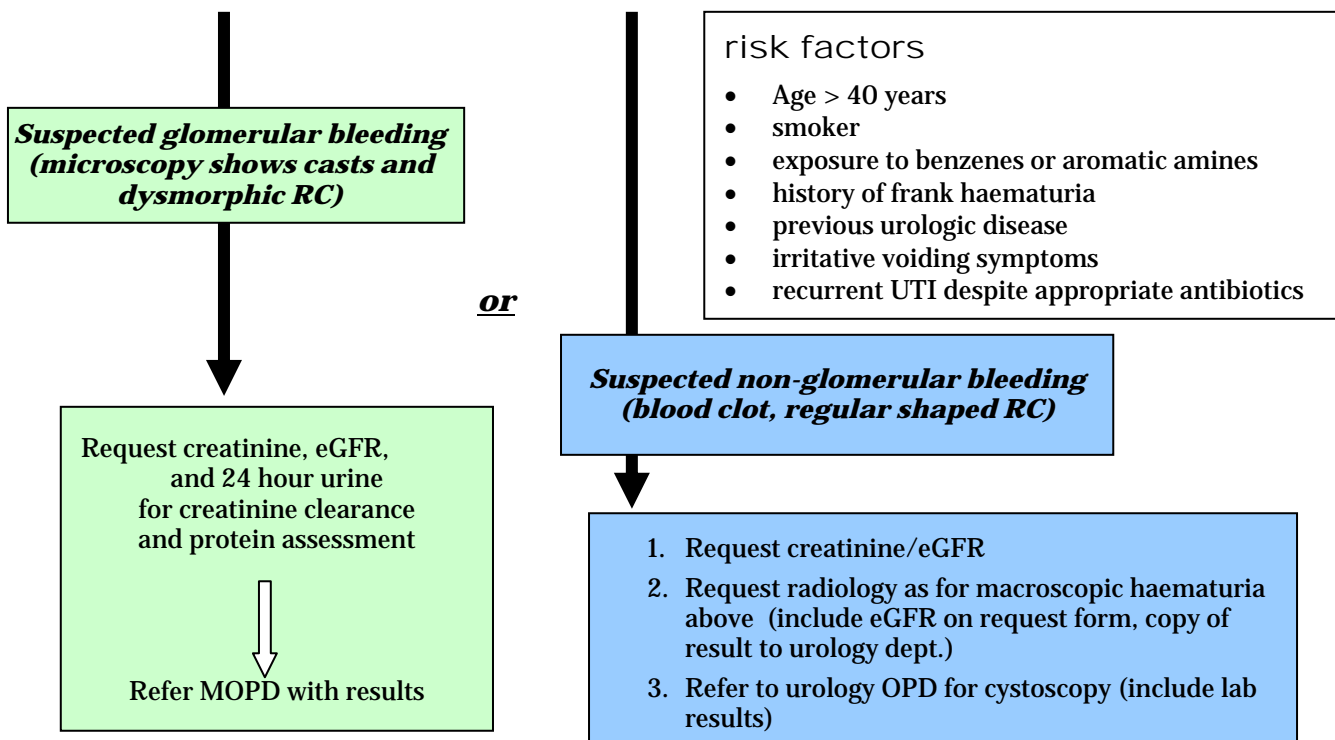 risk factors
• Age > 40 years
• smoker
• exposure to benzenes or aromatic amines
• history of frank haematuria
• previous urologic disease
• irritative voiding symptoms
• recurrent UTI despite appropriate antibiotics
Suspected glomerular bleeding
(microscopy shows casts and
dysmorphic RC)
or
Suspected non-glomerular bleeding
(blood clot, regular shaped RC)
Request creatinine, eGFR,
and 24 hour urine
for creatinine clearance
and protein assessment
Refer MOPD with results
1. Request creatinine/eGFR
2. Request radiology as for macroscopic haematuria
above (include eGFR on request form, copy of
result to urology dept.)
3. Refer to urology OPD for cystoscopy (include lab
results)